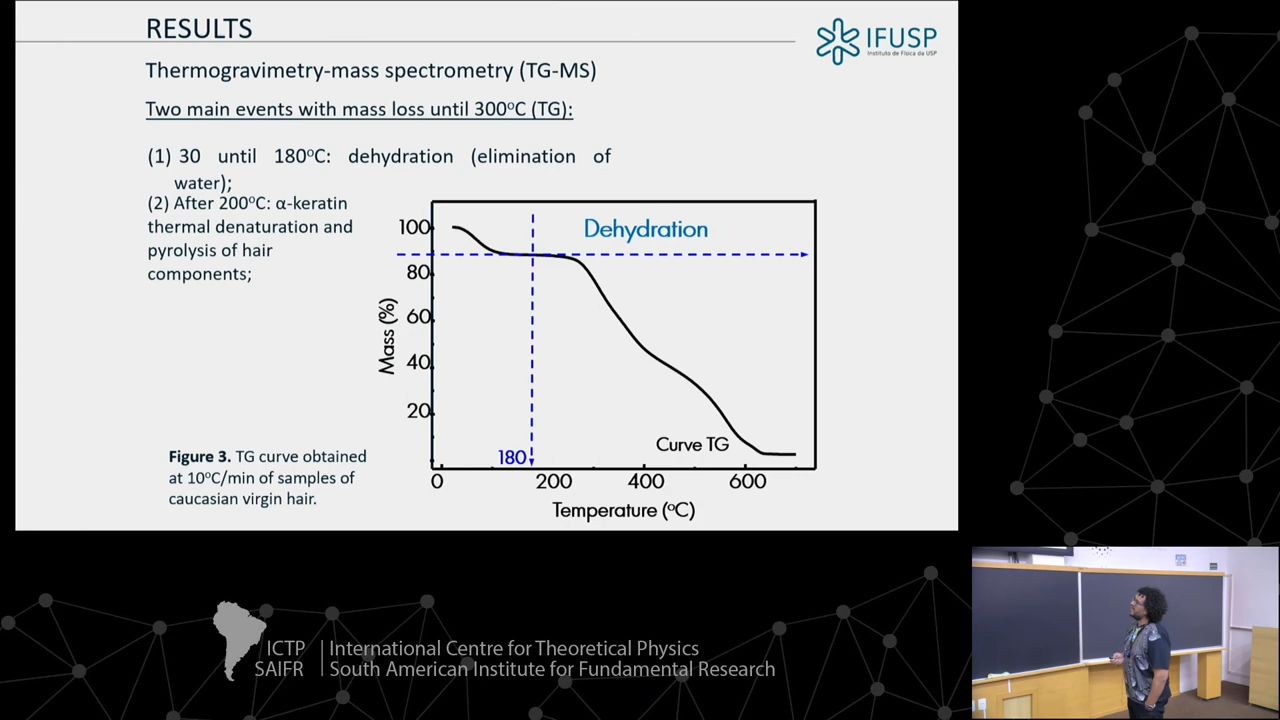 RESULTS
IFUSP
Instituto de Física da USP
Thermogravimetry-mass spectrometry (TG-MS)
Two main events with mass loss until 300ºC (TG):
(1) 30 until 180ºC: dehydration (elimination of
water);
(2) After 200ºC: α-keratin
thermal denaturation and
pyrolysis of hair
components;
Dehydration
100
80
60
40
20
Mass (%)
Curve TG
180
0
200
400
600
Temperature (ºC)
Figure 3. TG curve obtained
at 10ºC/min of samples of
caucasian virgin hair.
ICTP
SAIFR
International Centre for Theoretical Physics
South American Institute for Fundamental Research